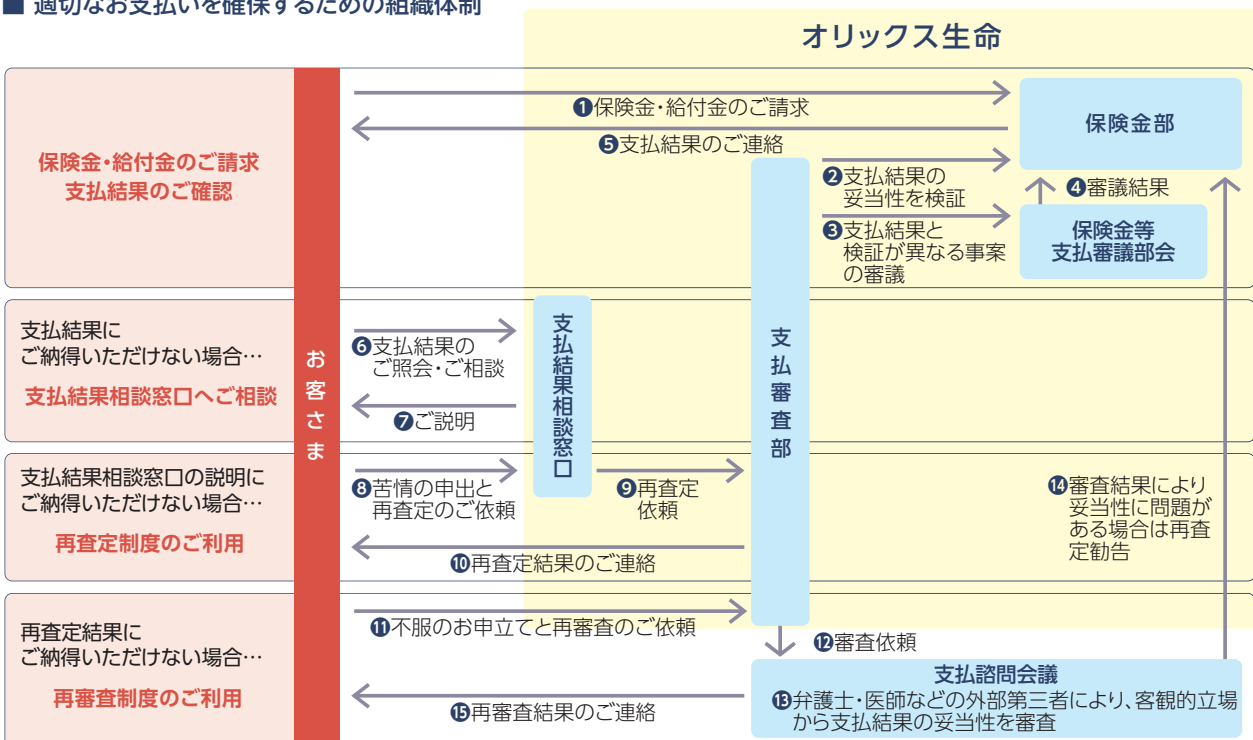 ■ 適切なお支払いを確保するための組織体制
オリックス生命
保険金・給付金のご請求
支払結果のご確認
❶保険金・給付金のご請求
❺支払結果のご連絡
保険金部
❷支払結果の
妥当性を検証
❹審議結果
❸支払結果と
検証が異なる事案
の審議
保険金等
支払審議部会
お客さま
支払結果に
ご納得いただけない場合…
支払結果相談窓口へご相談
❻支払結果の
ご照会・ご相談
❼ご説明
支払結果相談窓口
支払審査部
支払結果相談窓口の説明に
ご納得いただけない場合…
再査定制度のご利用
❽苦情の申出と
再査定のご依頼
❾再査定
依頼
❿再査定結果のご連絡
⓮審査結果により
妥当性に問題が
ある場合は再査
定勧告
再査定結果に
ご納得いただけない場合…
再審査制度のご利用
⓫不服のお申立てと再審査のご依頼
⓬審査依頼
支払諮問会議
⓭弁護士・医師などの外部第三者により、客観的立場
から支払結果の妥当性を審査
⓯再審査結果のご連絡